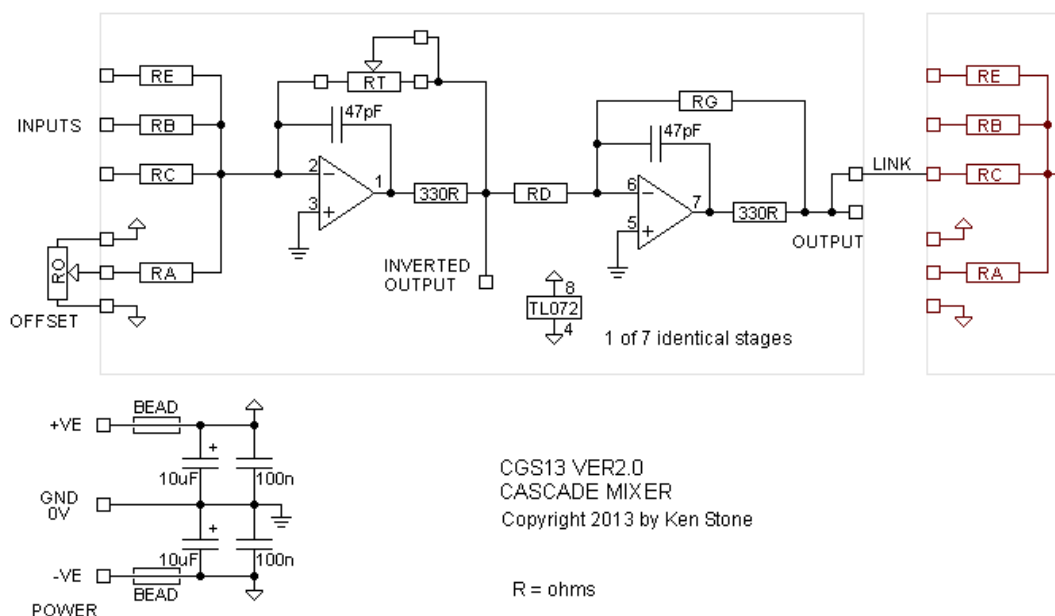 RE
RT
RE
47pF
RG
INPUTS
RB
47pF
RB
LINK
RC
2
1
6
7
RC
3
330R
RD
5
330R
OUTPUT
RO
RA
INVERTED
OUTPUT
8
TL072
4
RA
OFFSET
1 of 7 identical stages
BEAD
+VE
+
10uF
100n
GND
0V
+
10uF
100n
-VE
BEAD
POWER
CGS13 VER2.0
CASCADE MIXER
Copyright 2013 by Ken Stone
R = ohms